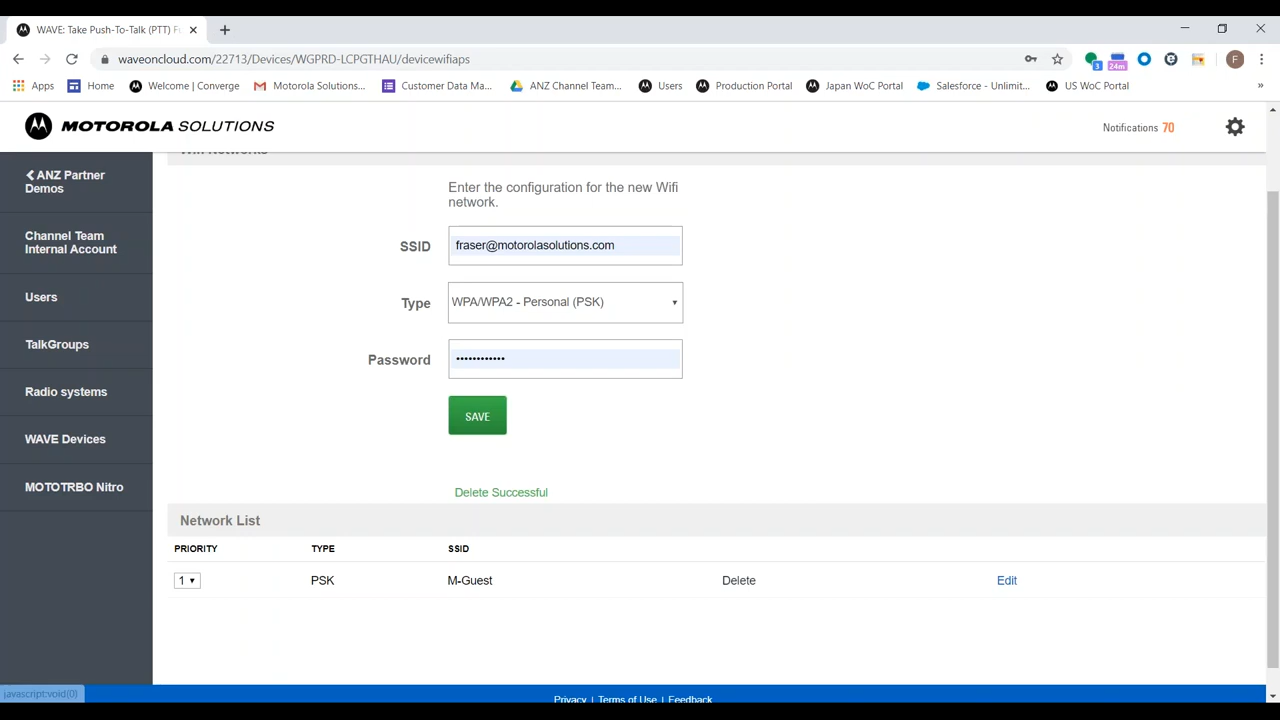 WAVE: Take Push-To-Talk (PTT) F
waveoncloud.com/22713/Devices/WGPRD-LCPGTHAU/devicewifiaps
3
24m
F
Apps
Home
Welcome | Converge
Motorola Solutions...
Customer Data Ma...
ANZ Channel Team...
Users
Production Portal
Japan WoC Portal
Salesforce - Unlimit...
US WoC Portal
»
MOTOROLA SOLUTIONS
Notifications 70
ANZ Partner
Demos
Channel Team
Internal Account
Users
TalkGroups
Radio systems
WAVE Devices
MOTOTRBO Nitro
Wifi Networks
Enter the configuration for the new Wifi
network.
SSID
fraser@motorolasolutions.com
Type
WPA/WPA2 - Personal (PSK)
Password
••••••••••••
SAVE
Delete Successful
Network List
PRIORITY TYPE SSID
1 PSK M-Guest Delete Edit
javascript:void(0)
Privacy | Terms of Use | Feedback